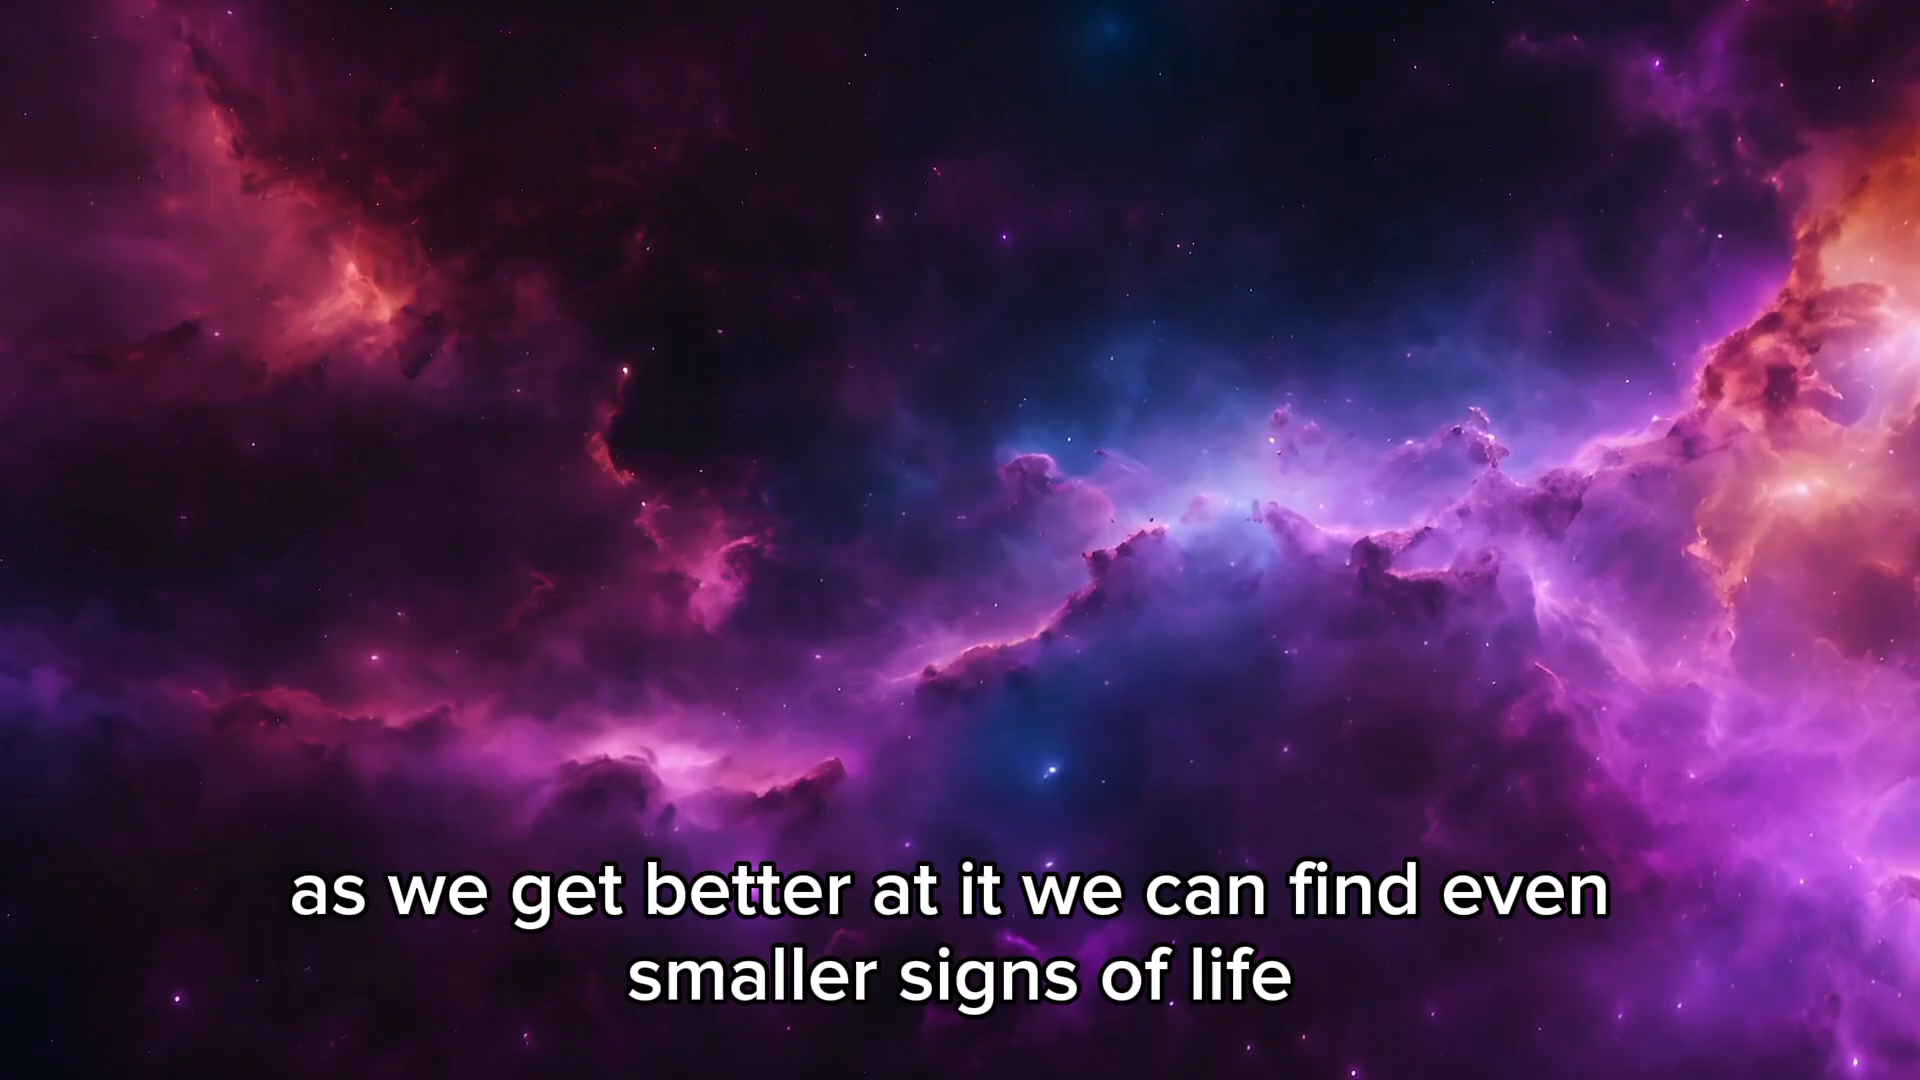 as we get better at it we can find even
smaller signs of life